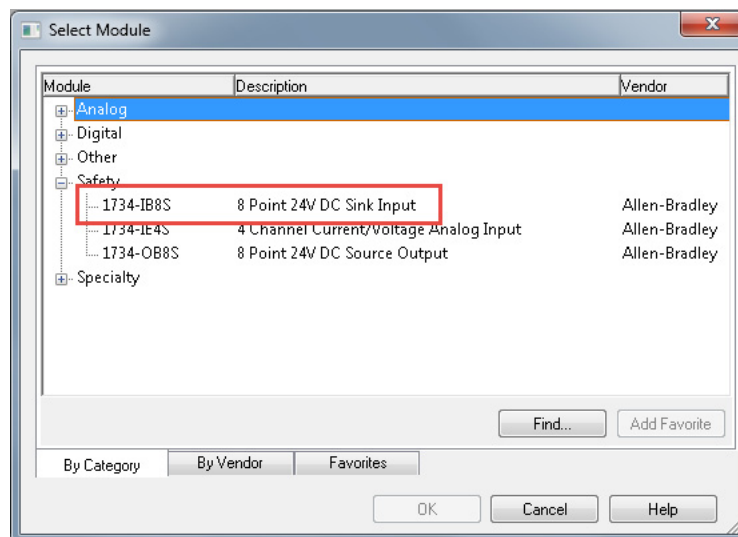 Select Module
Module Description Vendor
Analog
Digital
Other
Safety
1734-IB8S 8 Point 24V DC Sink Input Allen-Bradley
1734-IE4S 4 Channel Current/Voltage Analog Input Allen-Bradley
1734-OB8S 8 Point 24V DC Source Output Allen-Bradley
Specialty
Find... Add Favorite
By Category By Vendor Favorites
OK Cancel Help